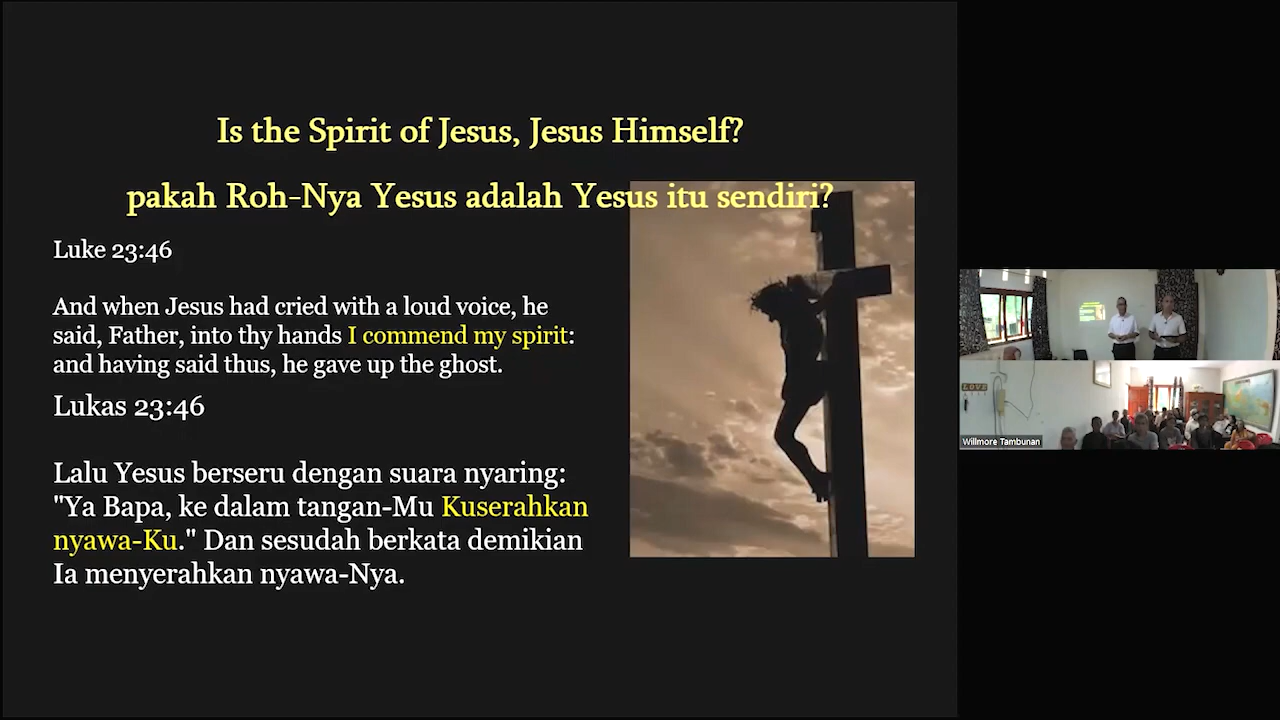 Is the Spirit of Jesus, Jesus Himself?
pakah Roh-Nya Yesus adalah Yesus itu sendiri?
Luke 23:46
And when Jesus had cried with a loud voice, he
said, Father, into thy hands I commend my spirit:
and having said thus, he gave up the ghost.
Lukas 23:46
Lalu Yesus berseru dengan suara nyaring:
"Ya Bapa, ke dalam tangan-Mu Kuserahkan
nyawa-Ku." Dan sesudah berkata demikian
Ia menyerahkan nyawa-Nya.
LOVE
Willmore Tambunan